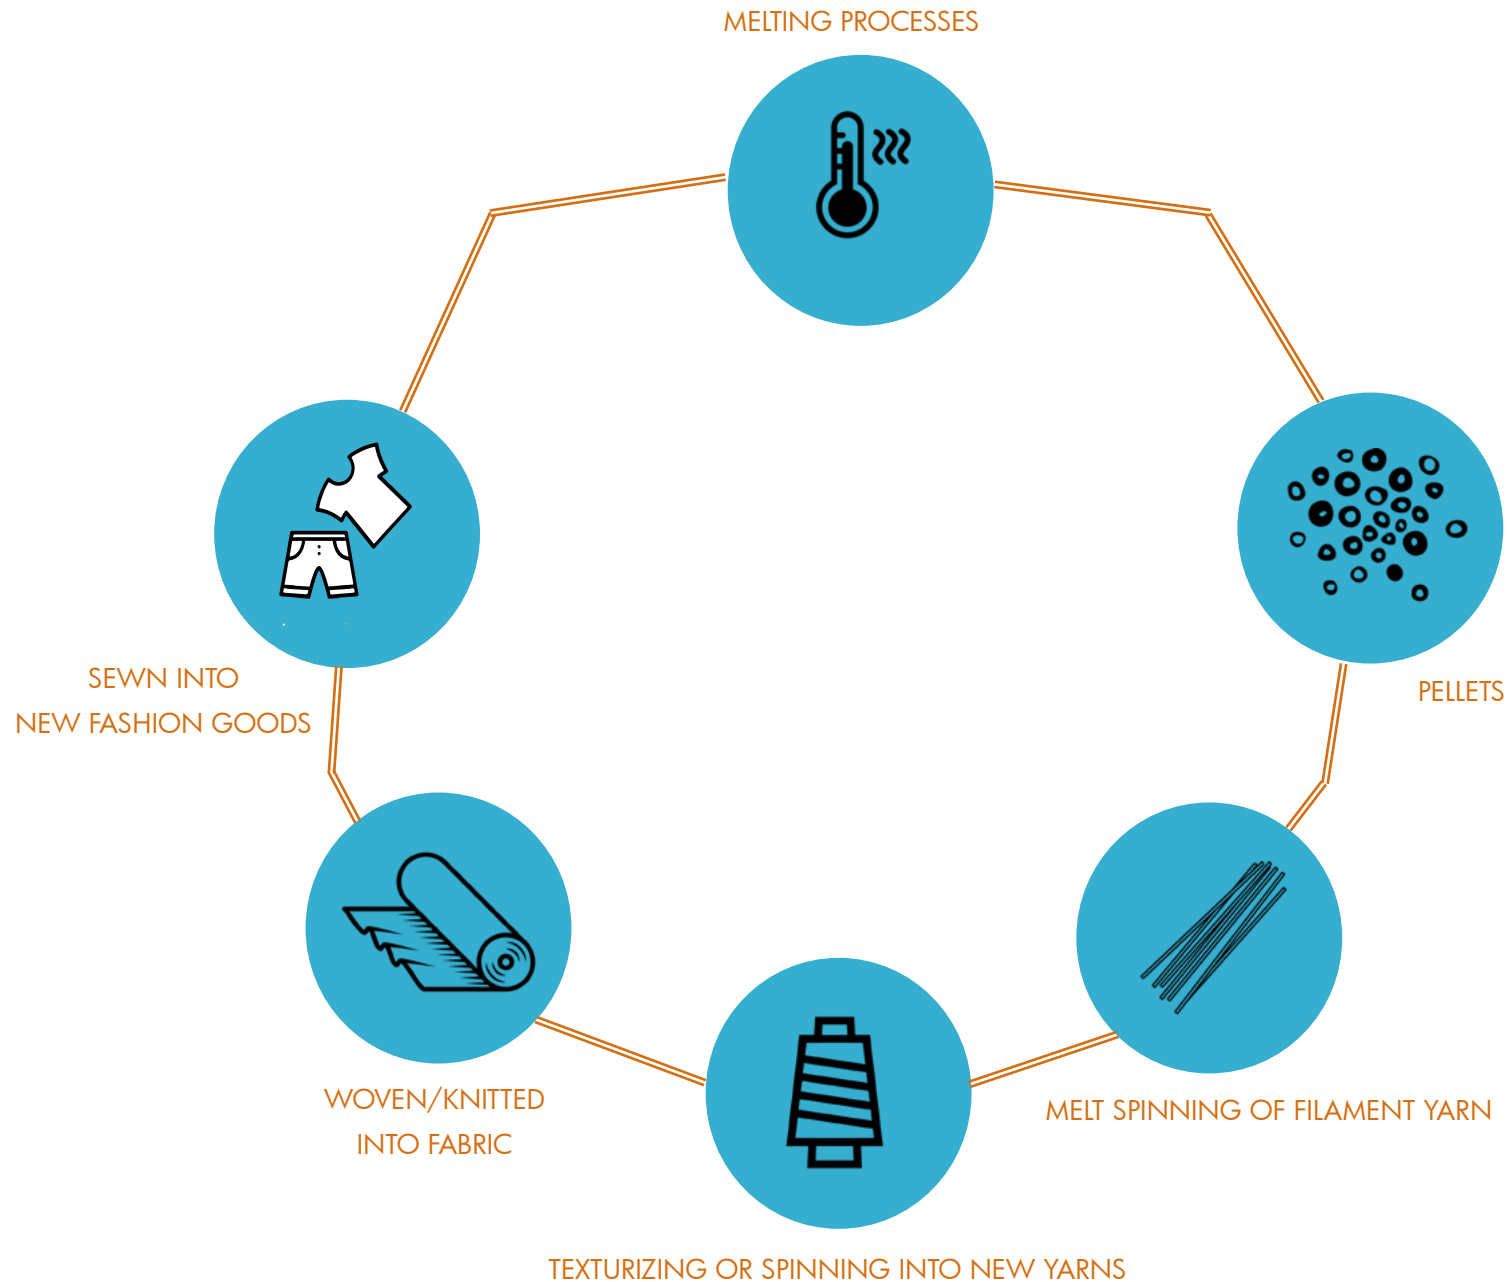 MELTING PROCESSES
PELLETS
MELT SPINNING OF FILAMENT YARN
TEXTURIZING OR SPINNING INTO NEW YARNS
WOVEN/KNITTED
INTO FABRIC
SEWN INTO
NEW FASHION GOODS